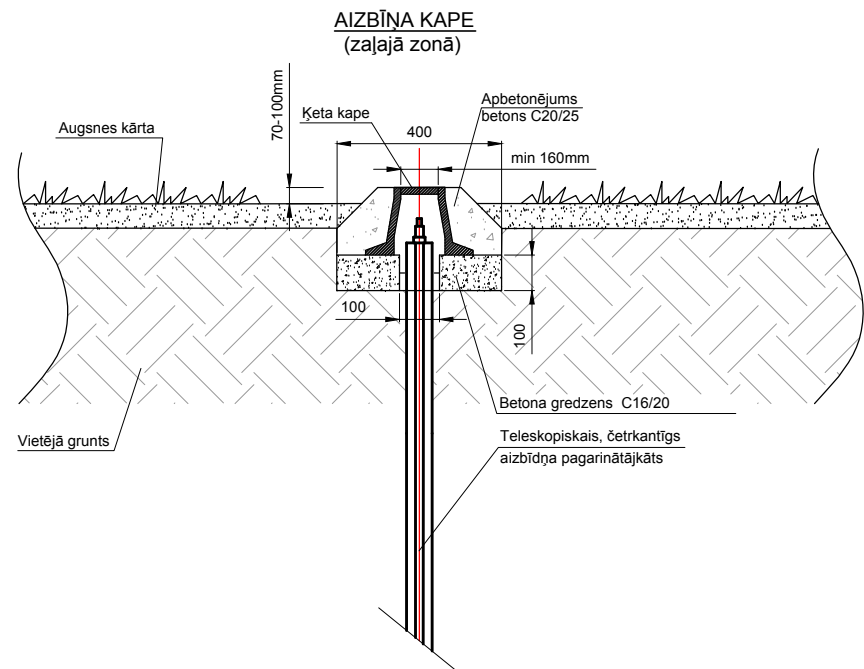 AIZBĪŅA KAPE
(zaļajā zonā)
70-100mm
Ķeta kape
Apbetonējums
betons C20/25
Augsnes kārta
400
min 160mm
100
100
Betona gredzens C16/20
Vietējā grunts
Teleskopiskais, četrkantīgs
aizbīdņa pagarinātājkāts